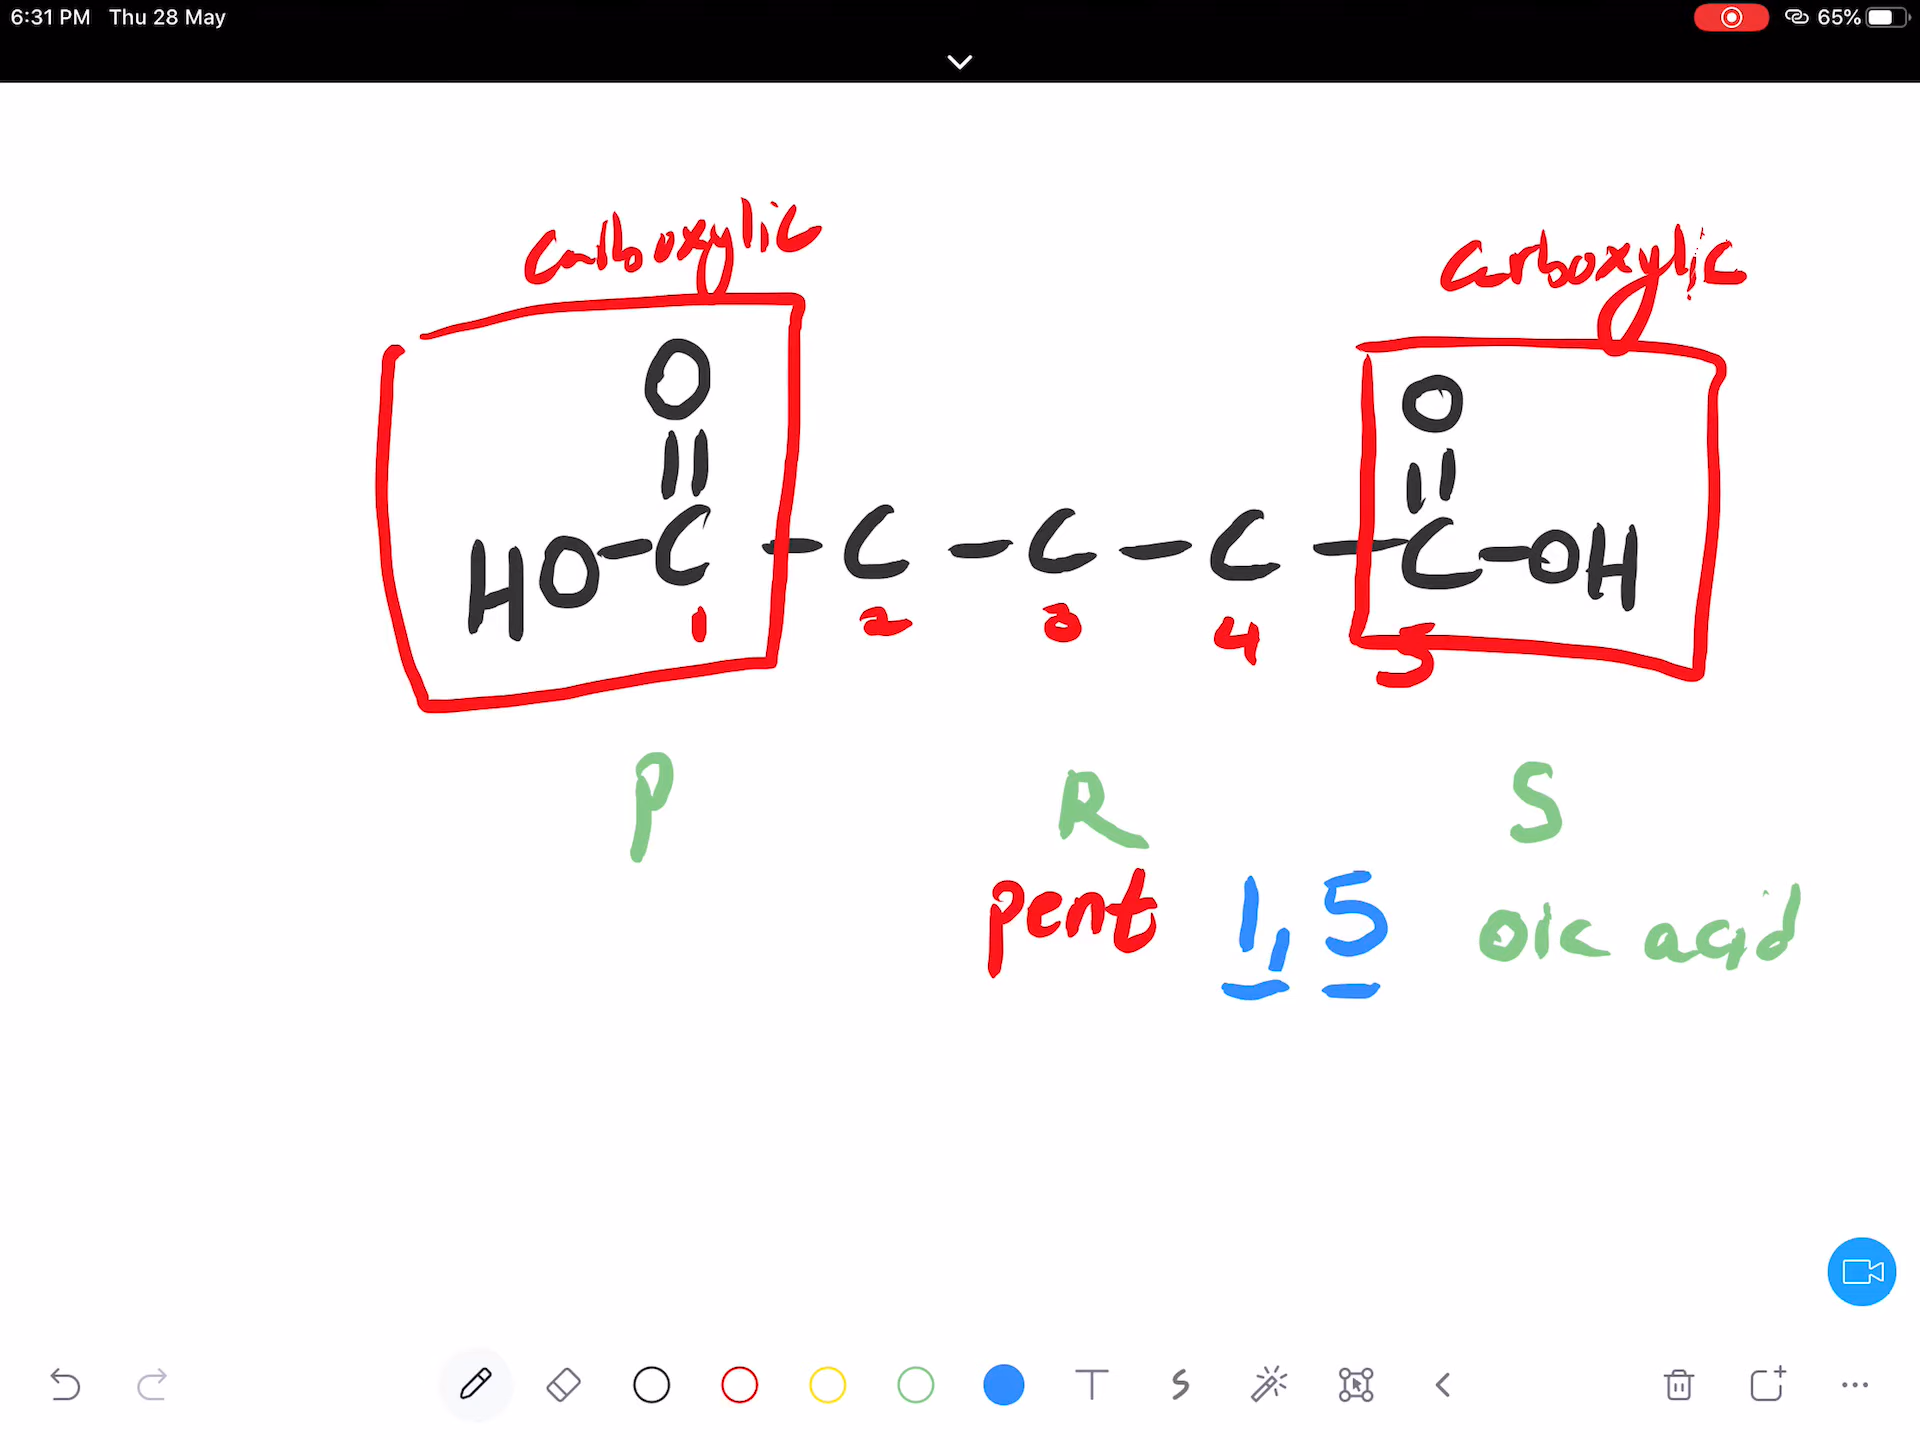 6:31 PM Thu 28 May 65%
carboxylic carboxylic
O O
HO-C-C-C-C-C-OH
1 2 3 4 5
P R S
pent 1,5 oic acid
T S